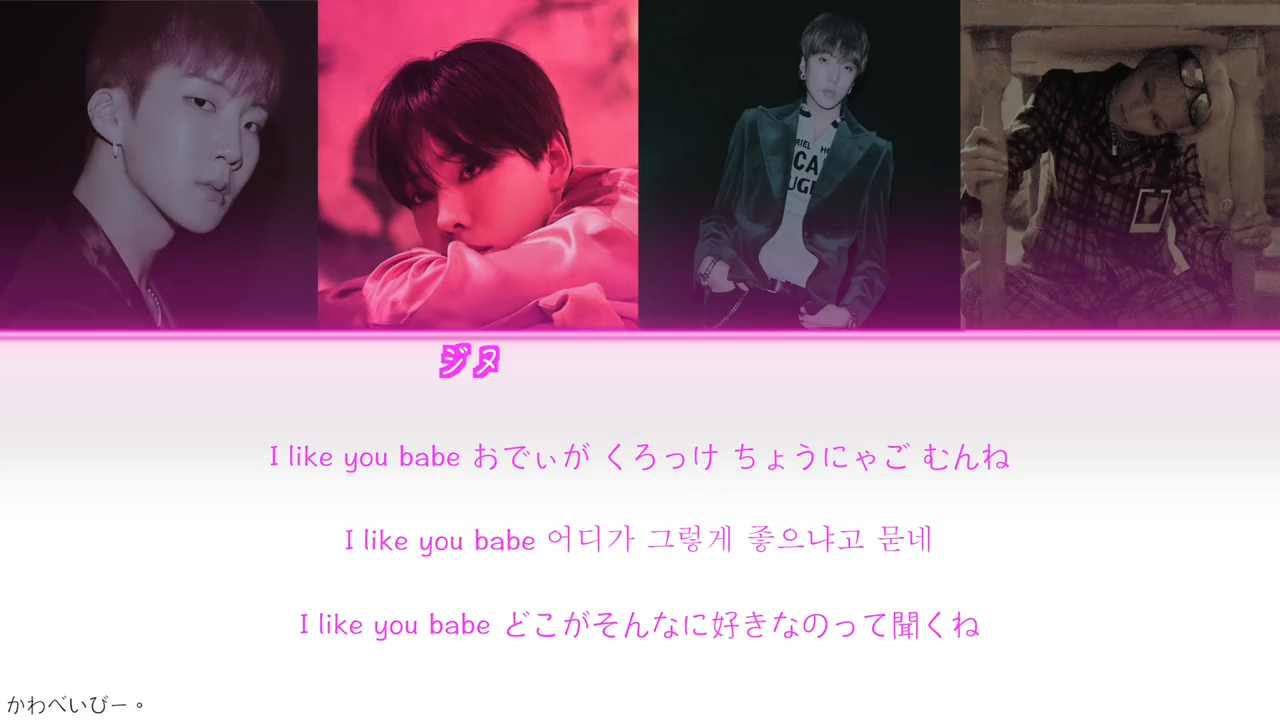 ジヌ
I like you babe おでぃが くろっけ ちょうにゃご むんね
I like you babe 어디가 그렇게 좋으냐고 묻네
I like you babe どこがそんなに好きなのって聞くね
かわべいびー。